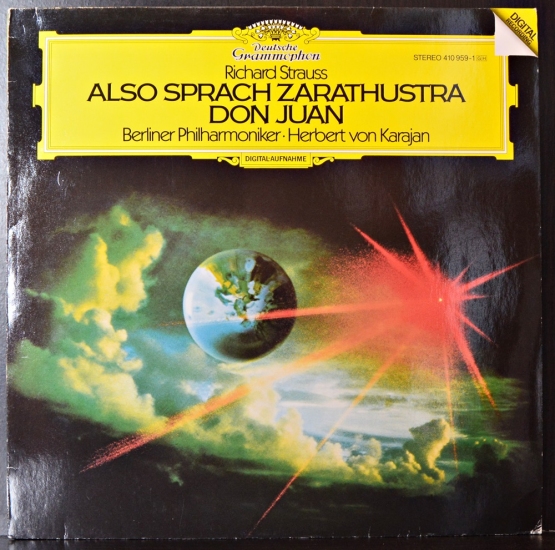 Deutsche
Grammophon
STEREO 410 959-1
DIGITAL
RECORDING
Richard Strauss
ALSO SPRACH ZARATHUSTRA
DON JUAN
Berliner Philharmoniker · Herbert von Karajan
DIGITAL-AUFNAHME